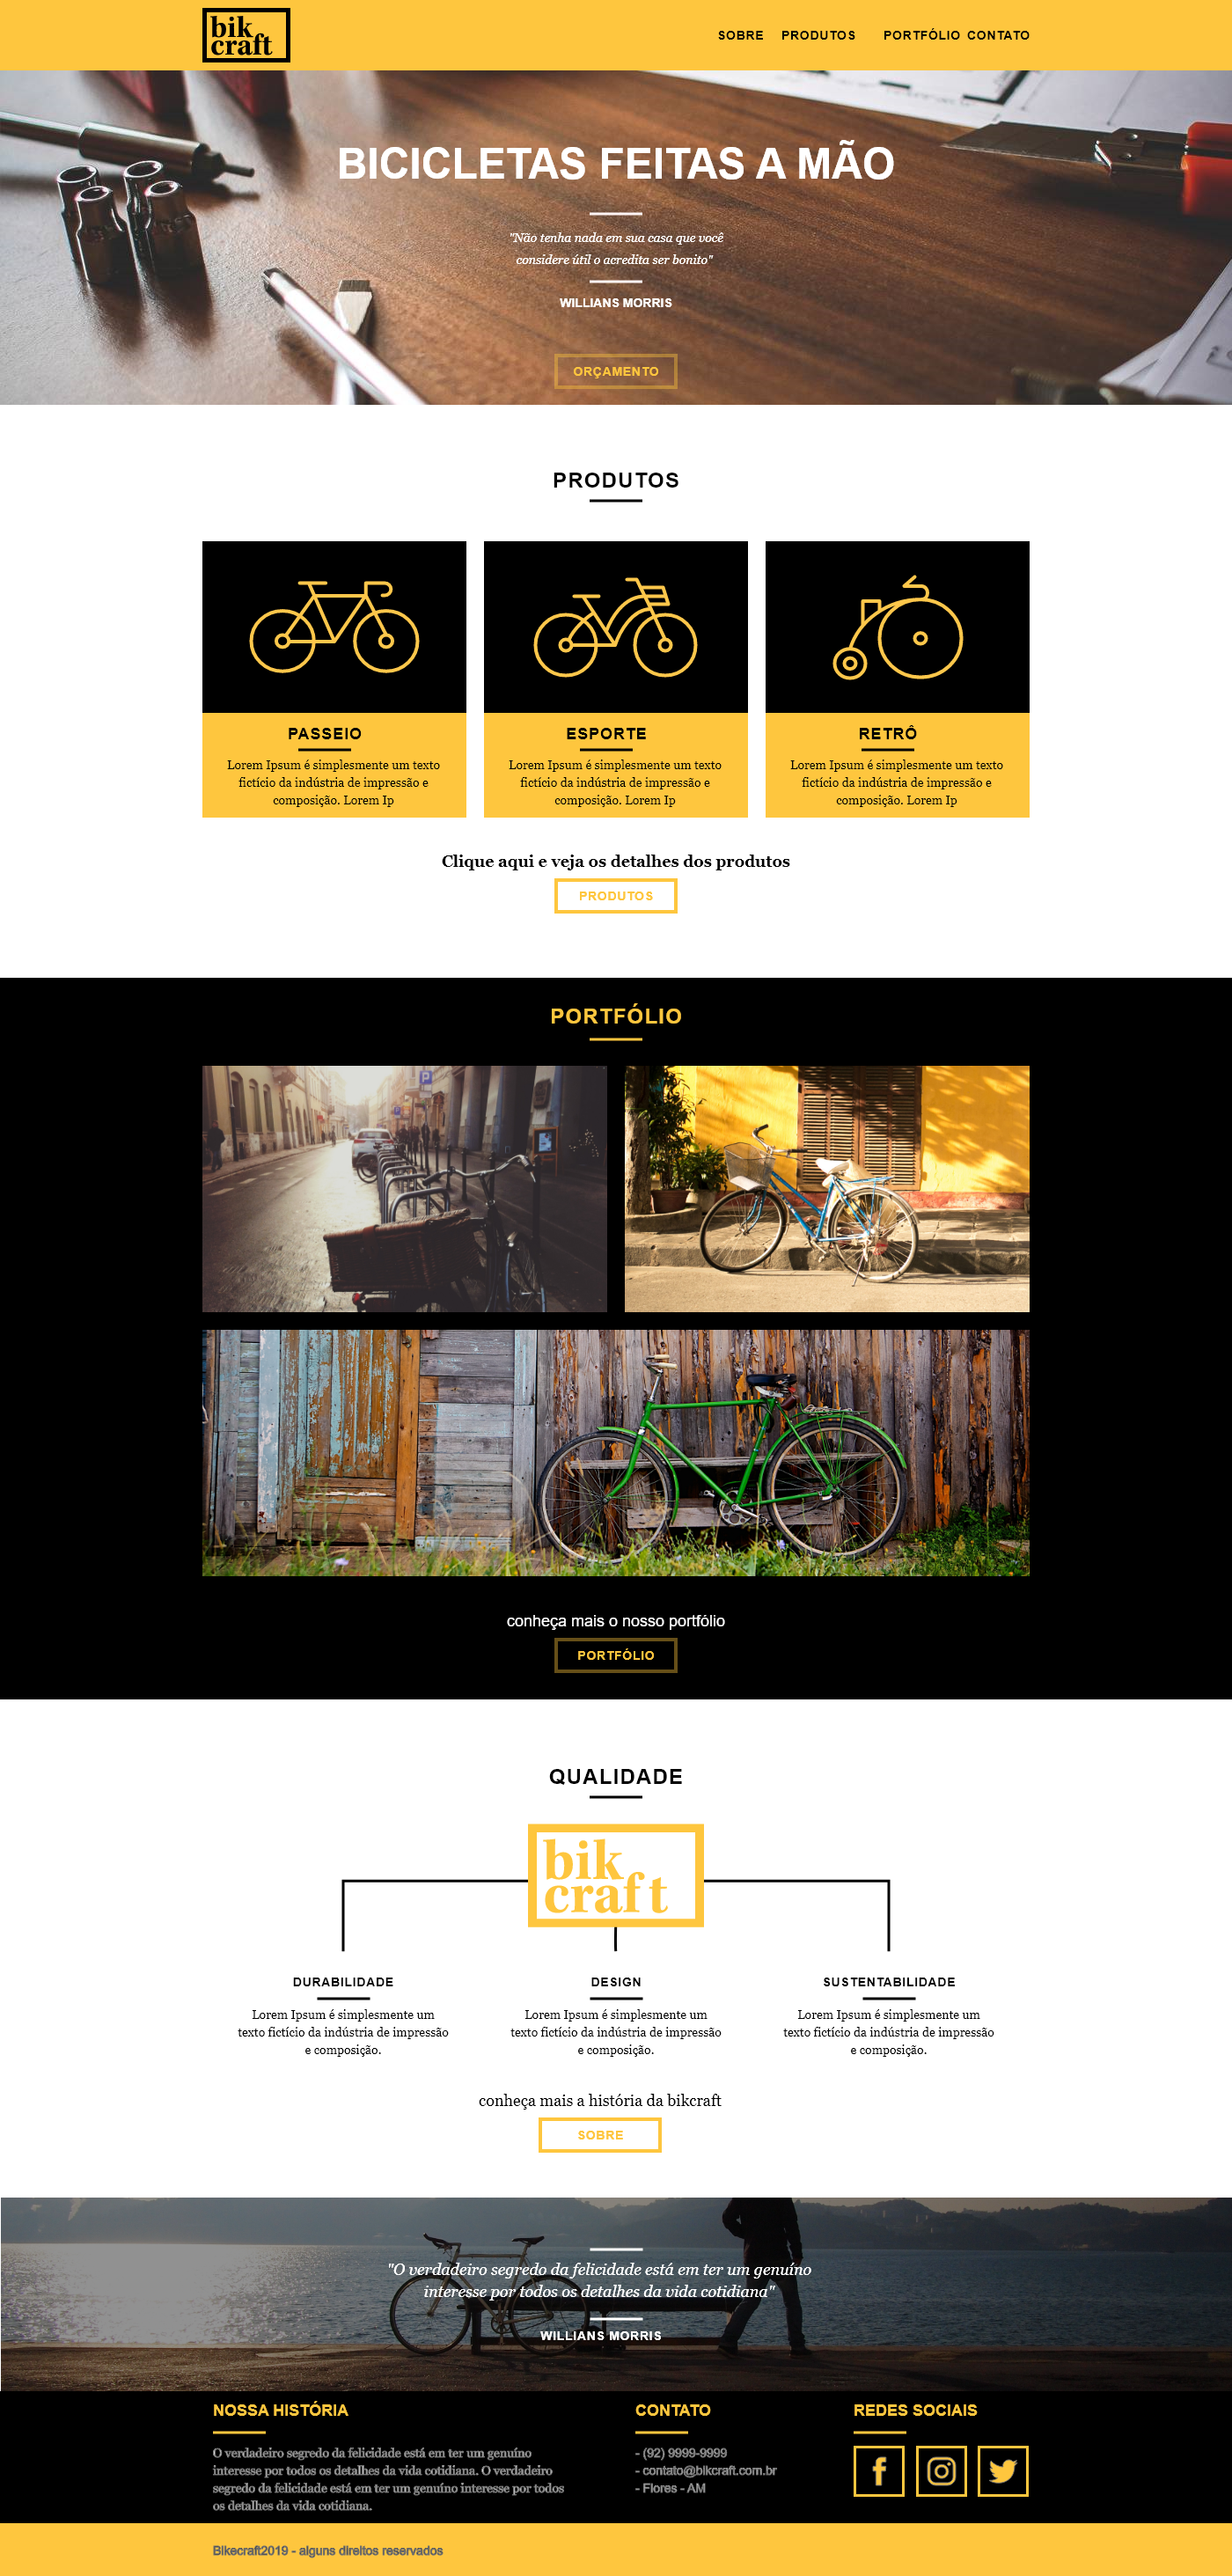 bik
craft
SOBRE PRODUTOS PORTFÓLIO CONTATO
BICICLETAS FEITAS A MÃO
"Não tenha nada em sua casa que você
considere útil o acredita ser bonito"
WILLIANS MORRIS
ORÇAMENTO
PRODUTOS
PASSEIO
Lorem Ipsum é simplesmente um texto
fictício da indústria de impressão e
composição. Lorem Ip
ESPORTE
Lorem Ipsum é simplesmente um texto
fictício da indústria de impressão e
composição. Lorem Ip
RETRÔ
Lorem Ipsum é simplesmente um texto
fictício da indústria de impressão e
composição. Lorem Ip
Clique aqui e veja os detalhes dos produtos
PRODUTOS
PORTFÓLIO
P
conheça mais o nosso portfólio
PORTFÓLIO
QUALIDADE
bik
craft
DURABILIDADE
Lorem Ipsum é simplesmente um
texto fictício da indústria de impressão
e composição.
DESIGN
Lorem Ipsum é simplesmente um
texto fictício da indústria de impressão
e composição.
SUSTENTABILIDADE
Lorem Ipsum é simplesmente um
texto fictício da indústria de impressão
e composição.
conheça mais a história da bikcraft
SOBRE
"O verdadeiro segredo da felicidade está em ter um genuíno
interesse por todos os detalhes da vida cotidiana"
WILLIANS MORRIS
NOSSA HISTÓRIA
O verdadeiro segredo da felicidade está em ter um genuíno
interesse por todos os detalhes da vida cotidiana. O verdadeiro
segredo da felicidade está em ter um genuíno interesse por todos
os detalhes da vida cotidiana.
CONTATO
- (92) 9999-9999
- contato@bikcraft.com.br
- Flores - AM
REDES SOCIAIS
Bikecraft2019 - alguns direitos reservados